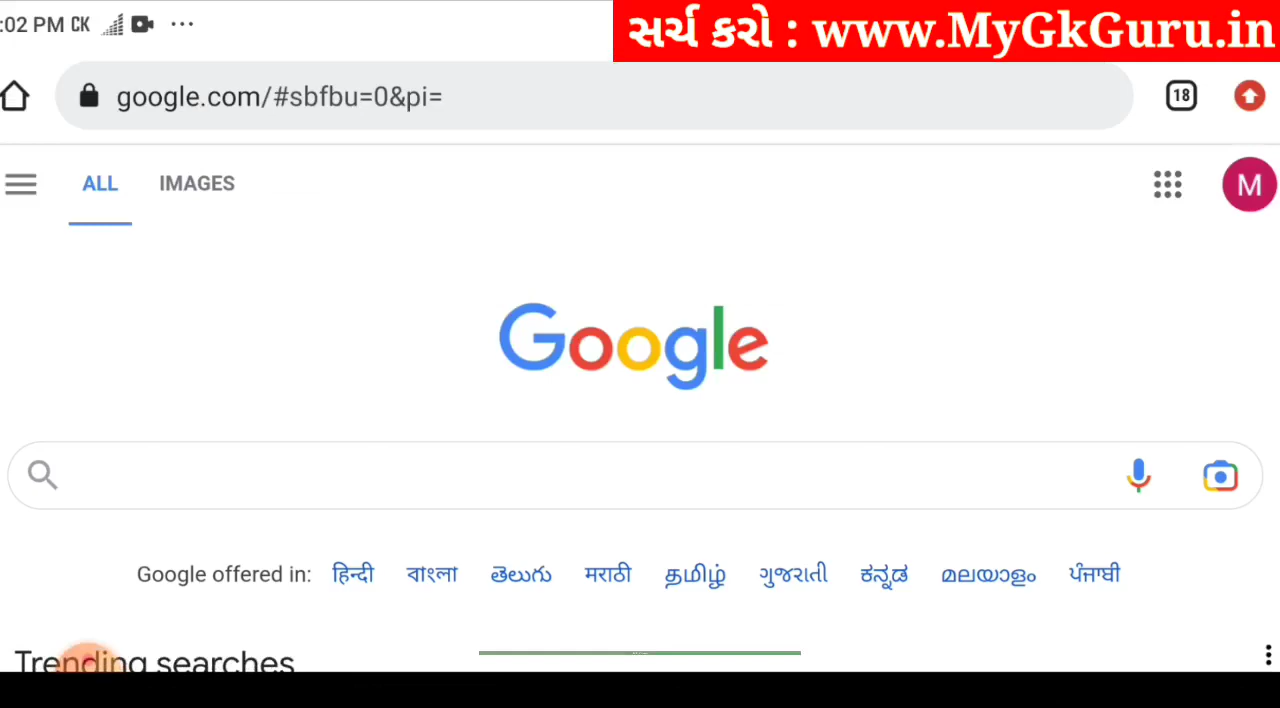 :02 PM CK
સર્ચ કરો : www.MyGkGuru.in
google.com/#sbfbu=0&pi=
18
ALL IMAGES
M
Google
Google offered in: हिन्दी বাংলা తెలుగు मराठी தமிழ் ગુજરાતી ಕನ್ನಡ മലയാളം ਪੰਜਾਬੀ
Trending searches